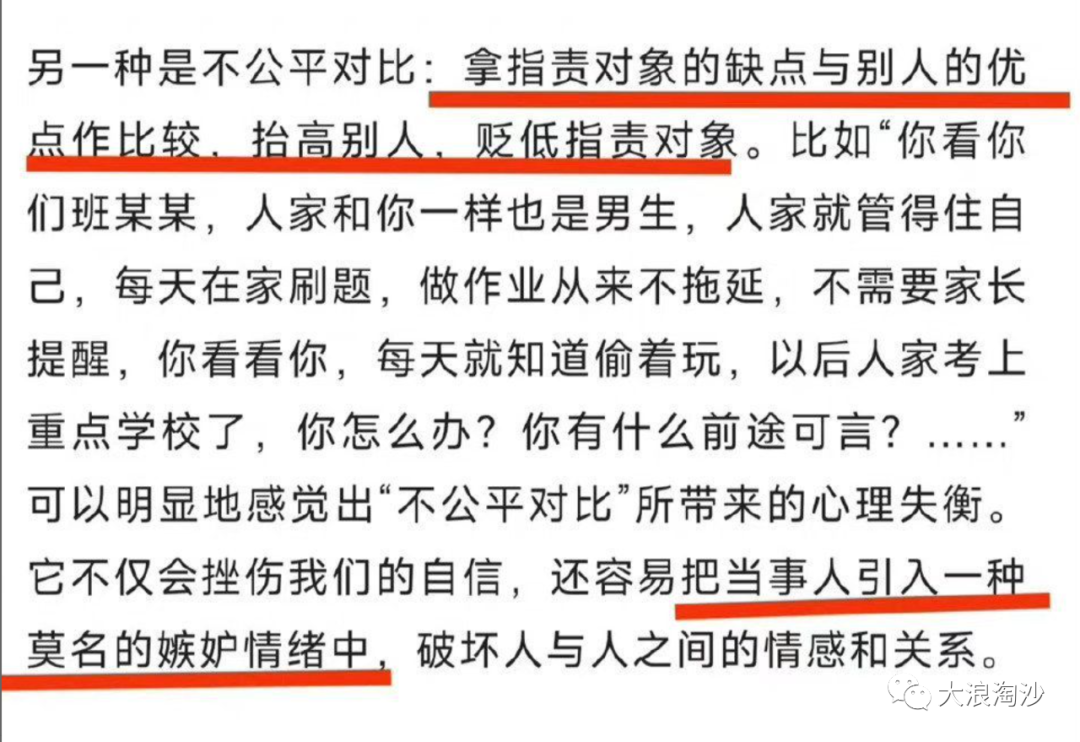 另一种是不公平对比：拿指责对象的缺点与别人的优
点作比较，抬高别人，贬低指责对象。比如“你看你
们班某某，人家和你一样也是男生，人家就管得住自
己，每天在家刷题，做作业从来不拖延，不需要家长
提醒，你看看你，每天就知道偷着玩，以后人家考上
重点学校了，你怎么办？你有什么前途可言？……”
可以明显地感觉出“不公平对比”所带来的心理失衡。
它不仅会挫伤我们的自信，还容易把当事人引入一种
莫名的嫉妒情绪中，破坏人与人之间的情感和关系。
大浪淘沙